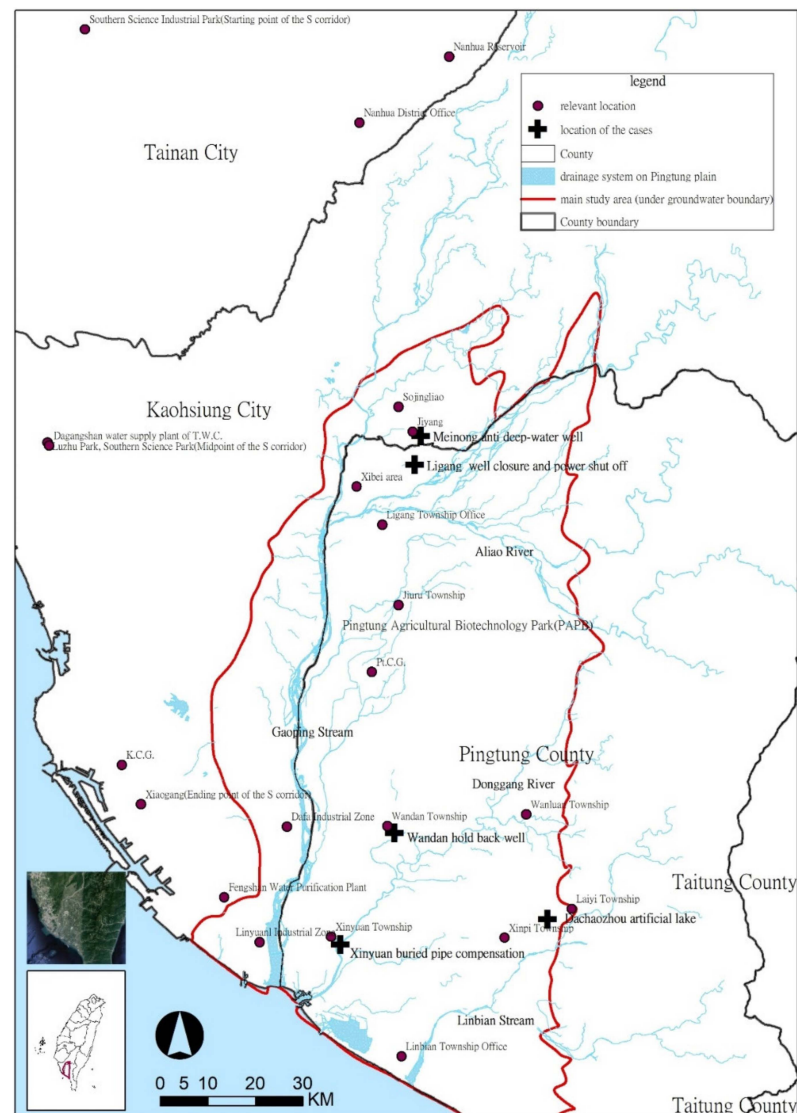 Southern Science Industrial Park(Starting point of the S corridor)
Nanhua Reservoir
legend
relevant location
location of the cases
County
drainage system on Pingtung plain
main study area (under groundwater boundary)
County boundary
Nanhua District Office
Tainan City
Sojingliao
Kaohsiung City
Jiyang
Meinong anti deep-water well
Dagangshan water supply plant of T.W.C.
Luzhu Park, Southern Science Park(Midpoint of the S corridor)
Ligang well closure and power shut off
Xibei area
Ligang Township Office
Aliao River
Jiuru Township
Pingtung Agricultural Biotechnology Park(PAPB)
Pt.C.G.
Gaoping Stream
Pingtung County
K.C.G.
Donggang River
Xiaogang(Ending point of the S corridor)
Wanluan Township
Dafa Industrial Zone
Wandan Township
Wandan hold back well
Taitung County
Fengshan Water Purification Plant
Laiyi Township
Dachaozhou artificial lake
Linyuanl Industrial Zone
Xinyuan Township
Xinpi Township
Xinyuan buried pipe compensation
Linbian Stream
Linbian Township Office
0 5 10 20 30
KM
Taitung County